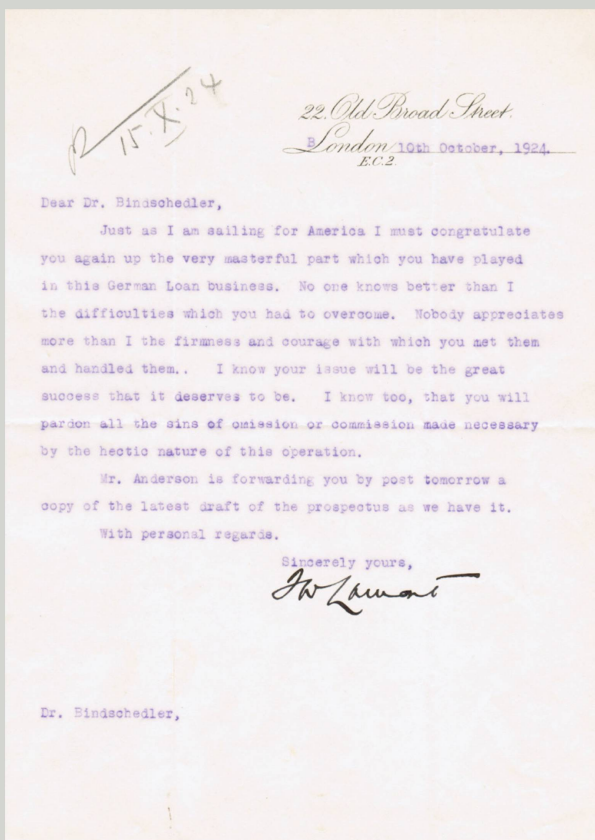 15.X.24
22. Old Broad Street.
London 10th October, 1924.
E.C.2.
Dear Dr. Bindschedler,
Just as I am sailing for America I must congratulate
you again up the very masterful part which you have played
in this German Loan business. No one knows better than I
the difficulties which you had to overcome. Nobody appreciates
more than I the firmness and courage with which you met them
and handled them.. I know your issue will be the great
success that it deserves to be. I know too, that you will
pardon all the sins of omission or commission made necessary
by the hectic nature of this operation.
Mr. Anderson is forwarding you by post tomorrow a
copy of the latest draft of the prospectus as we have it.
With personal regards.
Sincerely yours,
TW Lamont
Dr. Bindschedler,